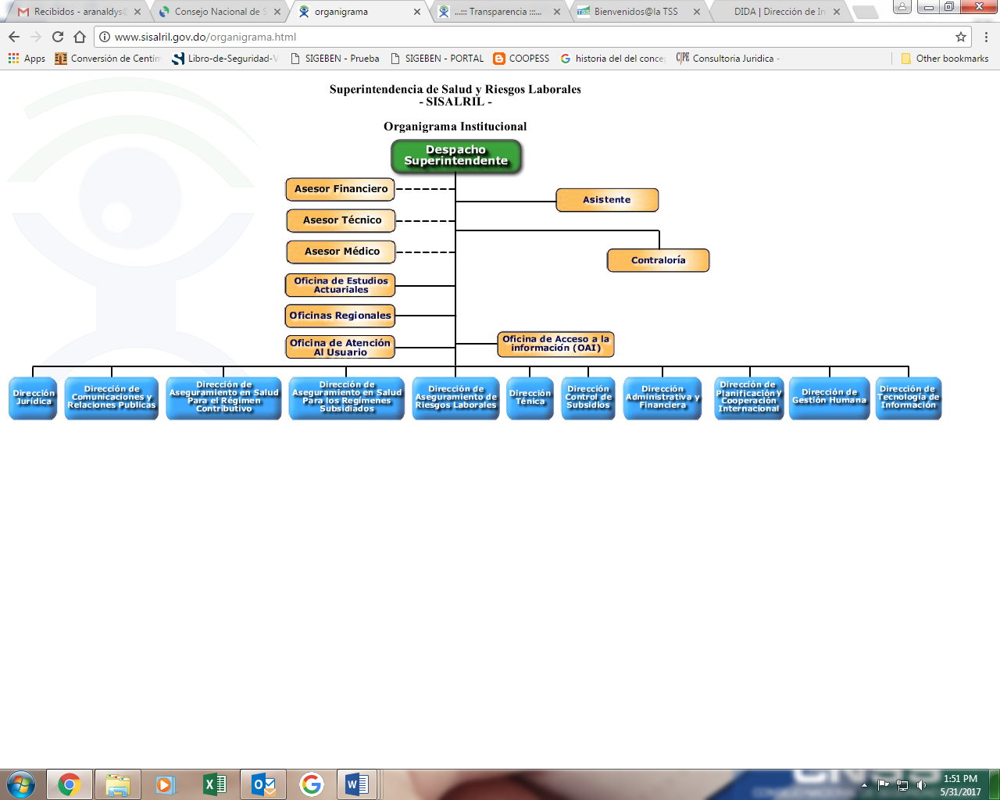 Recibidos - aranaldys@
Consejo Nacional de S
organigrama
...::: Transparencia :::...
Bienvenidos@la TSS
DIDA | Dirección de In
www.sisalril.gov.do/organigrama.html
Apps
Conversión de Centím
Libro-de-Seguridad-V
SIGEBEN - Prueba
SIGEBEN - PORTAL
COOPESS
historia del del conce
CJPE
Consultoria Juridica -
Other bookmarks
Superintendencia de Salud y Riesgos Laborales
- SISALRIL -
Organigrama Institucional
Despacho
Superintendente
Asesor Financiero
Asistente
Asesor Técnico
Asesor Médico
Contraloría
Oficina de Estudios
Actuariales
Oficinas Regionales
Oficina de Atención
Al Usuario
Oficina de Acceso a la
información (OAI)
Dirección
Jurídica
Dirección de
Comunicaciones y
Relaciones Publicas
Dirección de
Aseguramiento en Salud
Para el Régimen
Contributivo
Dirección de
Aseguramiento en Salud
Para los Regímenes
Subsidiados
Dirección de
Aseguramiento de
Riesgos Laborales
Dirección
Ténica
Dirección
Control de
Subsidios
Dirección
Administrativa y
Financiera
Dirección de
Planificación y
Cooperación
Internacional
Dirección de
Gestión Humana
Dirección de
Tecnología de
Información
1:51 PM
5/31/2017